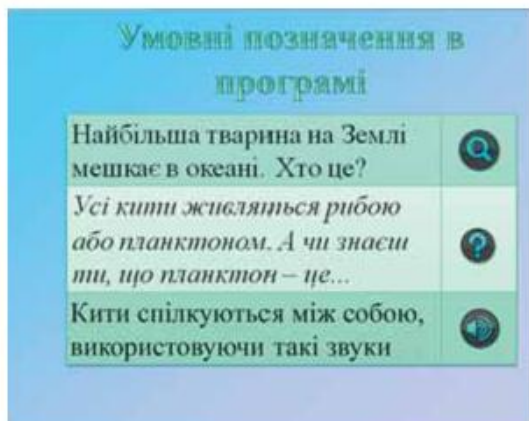 Умовні позначення в
програмі
Найбільша тварина на Землі
мешкає в океані. Хто це?
Усі кити живляться рибою
або планктоном. А чи знаєш
ти, що планктон – це...
Кити спілкуються між собою,
використовуючи такі звуки